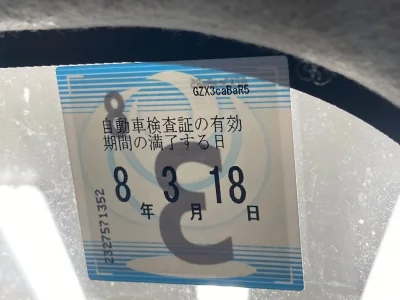 GZX3caBaR5
自動車検査証の有効
期間の満了する日
8 3 18
年 月 日
2327571352